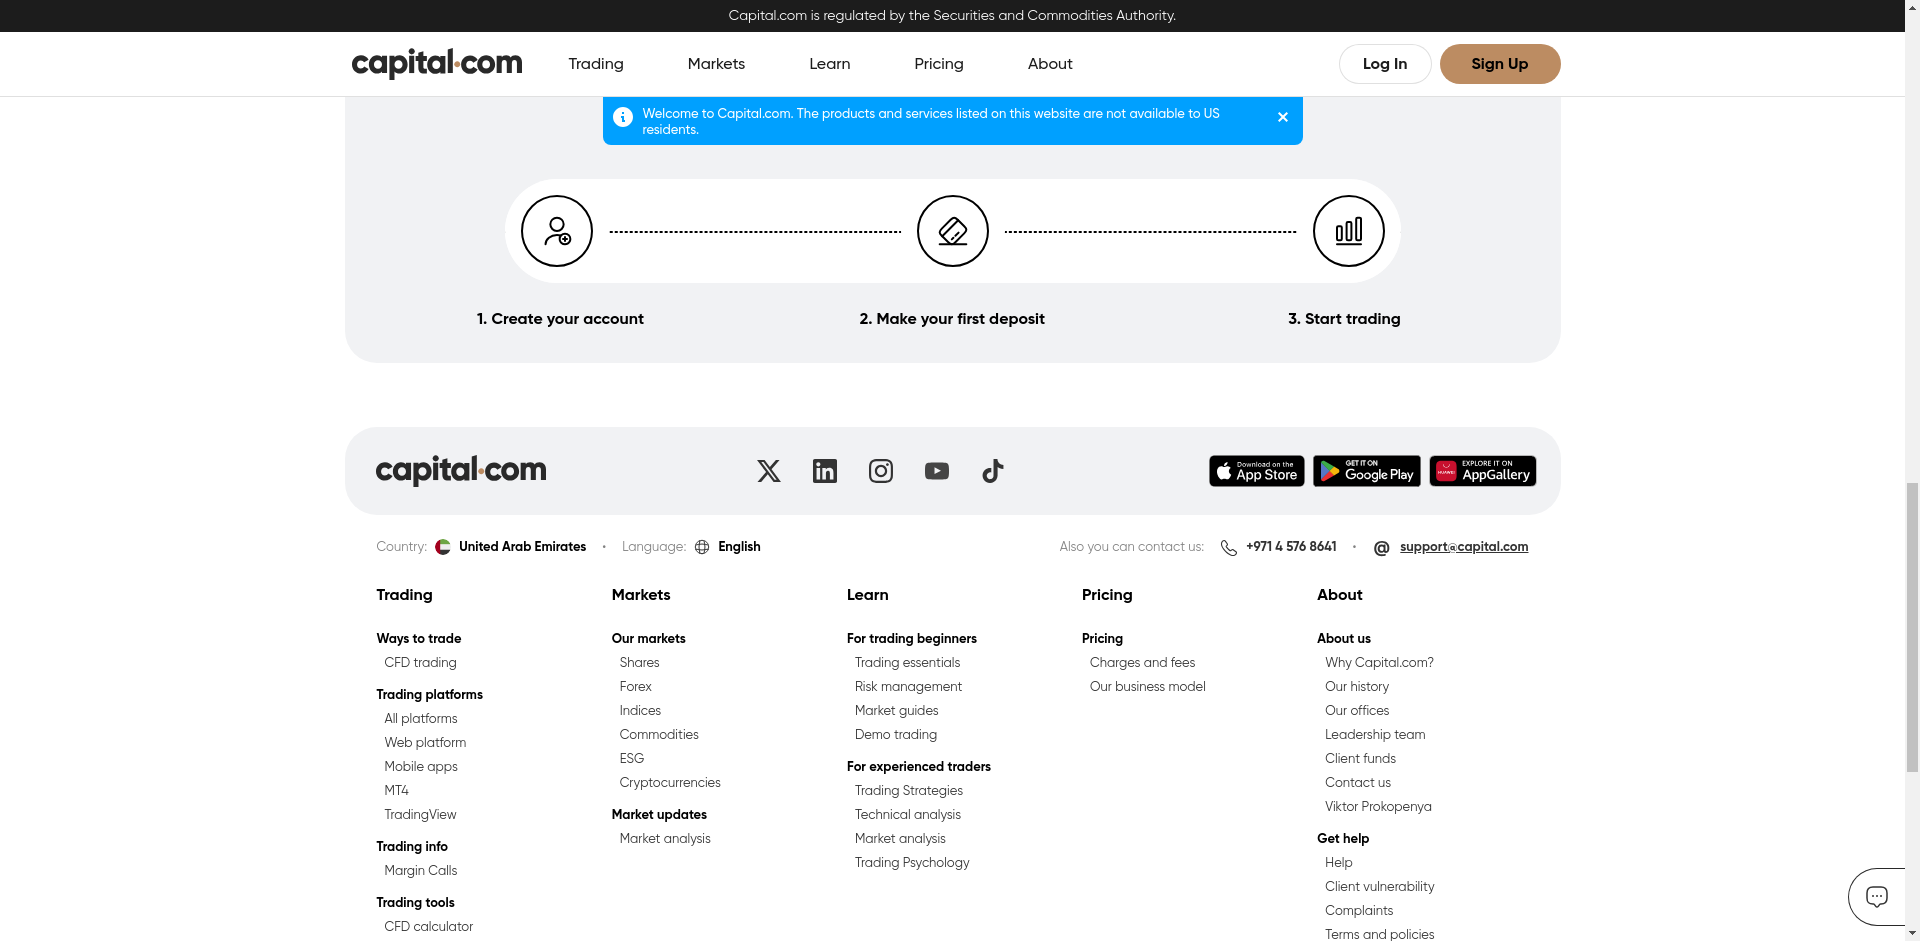 Capital.com is regulated by the Securities and Commodities Authority.
capital.com
Trading
Markets
Learn
Pricing
About
Log In
Sign Up
Welcome to Capital.com. The products and services listed on this website are not available to US
residents.
1. Create your account
2. Make your first deposit
3. Start trading
capital.com
Download on the
App Store
GET IT ON
Google Play
HUAWEI
EXPLORE IT ON
AppGallery
Country: United Arab Emirates
Language: English
Also you can contact us: +971 4 576 8641
support@capital.com
Trading
Ways to trade
CFD trading
Trading platforms
All platforms
Web platform
Mobile apps
MT4
TradingView
Trading info
Margin Calls
Trading tools
CFD calculator
Markets
Our markets
Shares
Forex
Indices
Commodities
ESG
Cryptocurrencies
Market updates
Market analysis
Learn
For trading beginners
Trading essentials
Risk management
Market guides
Demo trading
For experienced traders
Trading Strategies
Technical analysis
Market analysis
Trading Psychology
Pricing
Pricing
Charges and fees
Our business model
About
About us
Why Capital.com?
Our history
Our offices
Leadership team
Client funds
Contact us
Viktor Prokopenya
Get help
Help
Client vulnerability
Complaints
Terms and policies